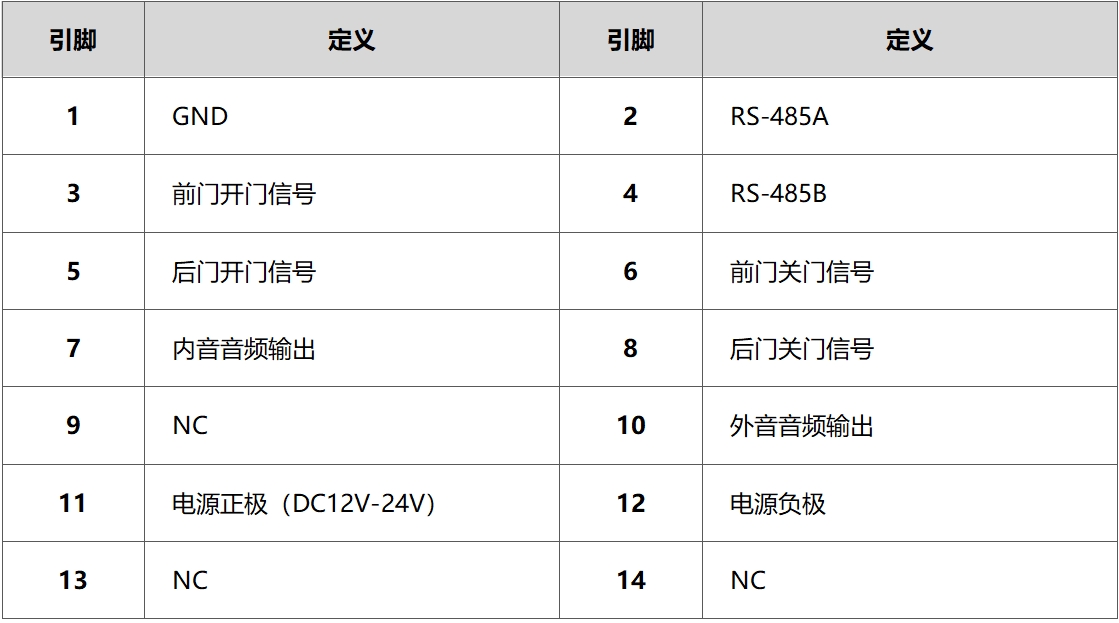 引脚 定义 引脚 定义
1 GND 2 RS-485A
3 前门开门信号 4 RS-485B
5 后门开门信号 6 前门关门信号
7 内音音频输出 8 后门关门信号
9 NC 10 外音音频输出
11 电源正极（DC12V-24V） 12 电源负极
13 NC 14 NC